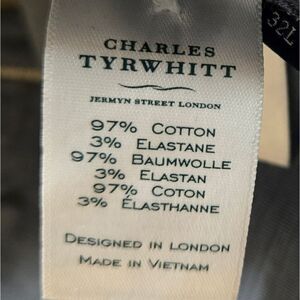 CHARLES
TYRWHITT
JERMYN STREET LONDON
97% COTTON
3% ELASTANE
97% BAUMWOLLE
3% ELASTAN
97% COTON
3% ÉLASTHANNE
DESIGNED IN LONDON
MADE IN VIETNAM
32L